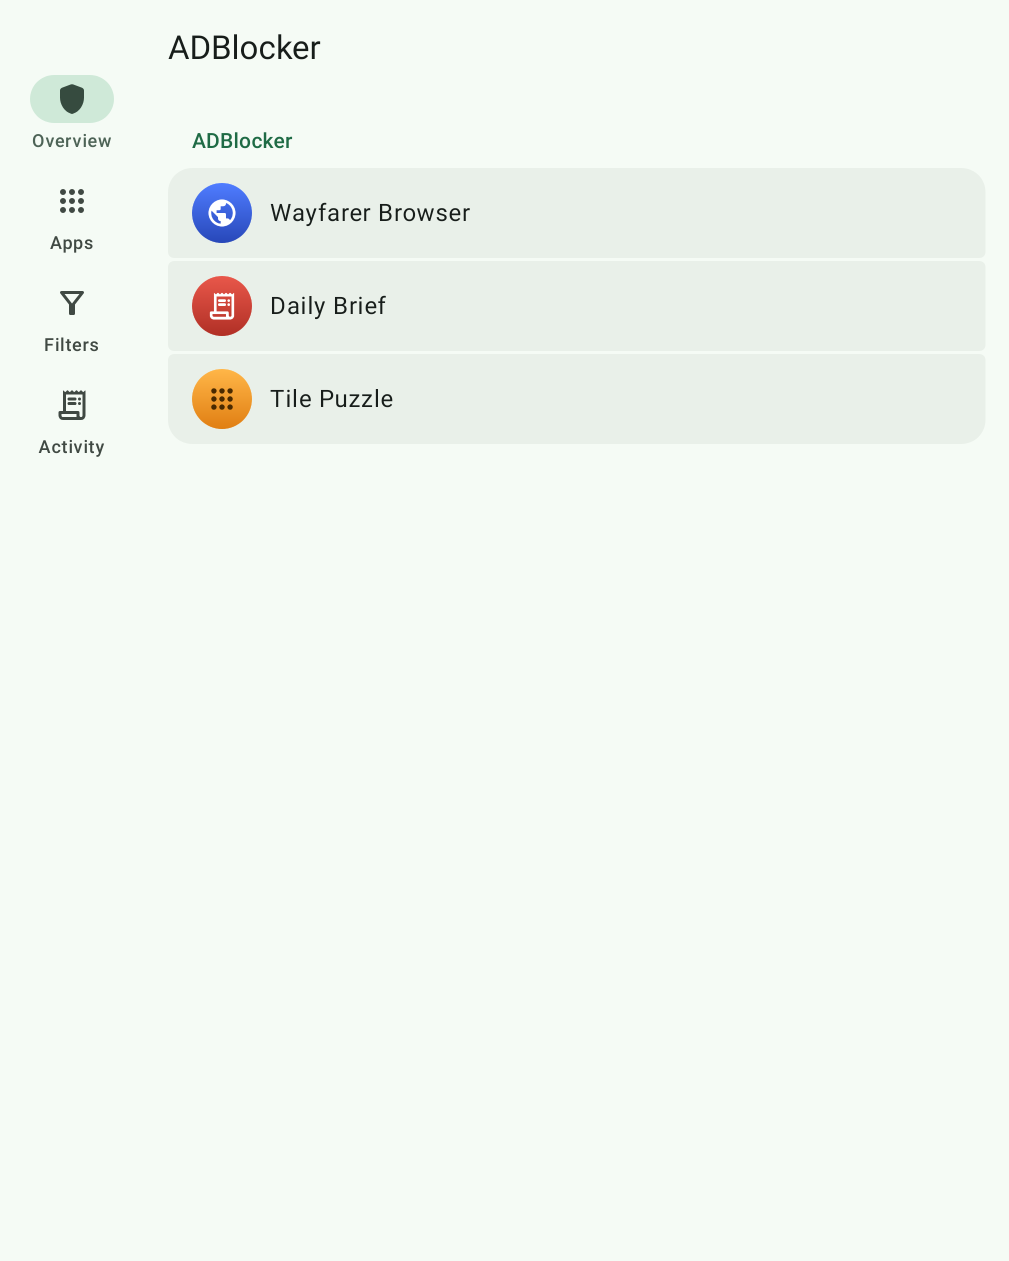 ADBlocker
Overview
Apps
Filters
Activity
ADBlocker
Wayfarer Browser
Daily Brief
Tile Puzzle